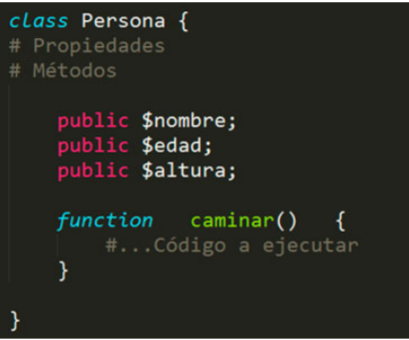 class Persona {
# Propiedades
# Métodos
public $nombre;
public $edad;
public $altura;
function caminar() {
#...Código a ejecutar
}
}